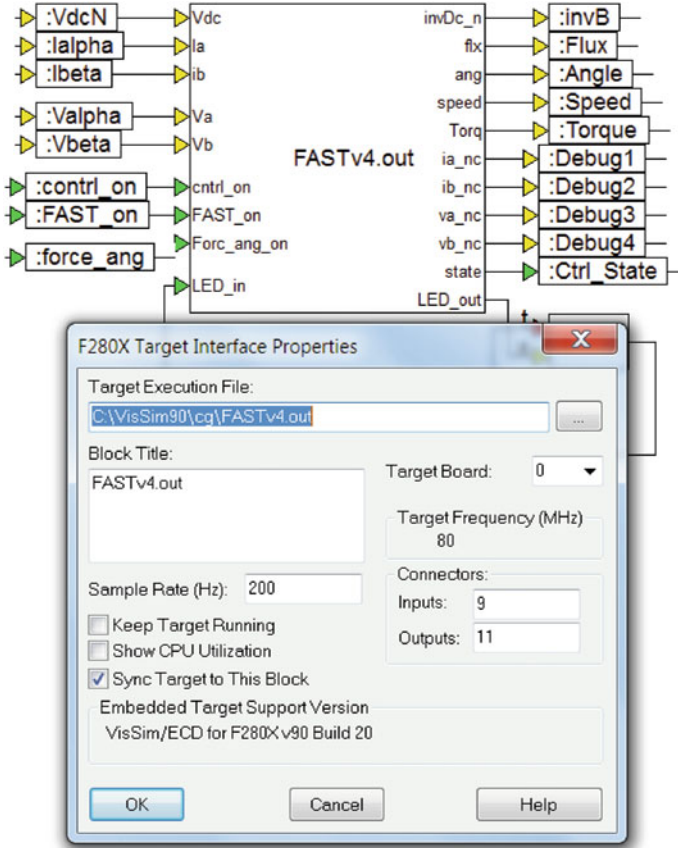 :VdcN Vdc invDc_n :invB
:Ialpha Ia flx :Flux
:Ibeta ib ang :Angle
speed :Speed
:Valpha Va Torq :Torque
:Vbeta Vb FASTv4.out ia_nc :Debug1
:contrl_on cntrl_on ib_nc :Debug2
:FAST_on FAST_on va_nc :Debug3
:force_ang Forc_ang_on vb_nc :Debug4
LED_in state :Ctrl_State
LED_out
F280X Target Interface Properties X
Target Execution File:
C:\VisSim90\cg\FASTv4.out ...
Block Title:
FASTv4.out
Target Board: 0
Target Frequency (MHz)
80
Sample Rate (Hz): 200
Connectors:
Inputs: 9
Outputs: 11
Keep Target Running
Show CPU Utilization
Sync Target to This Block
Embedded Target Support Version
VisSim/ECD for F280X v90 Build 20
OK Cancel Help